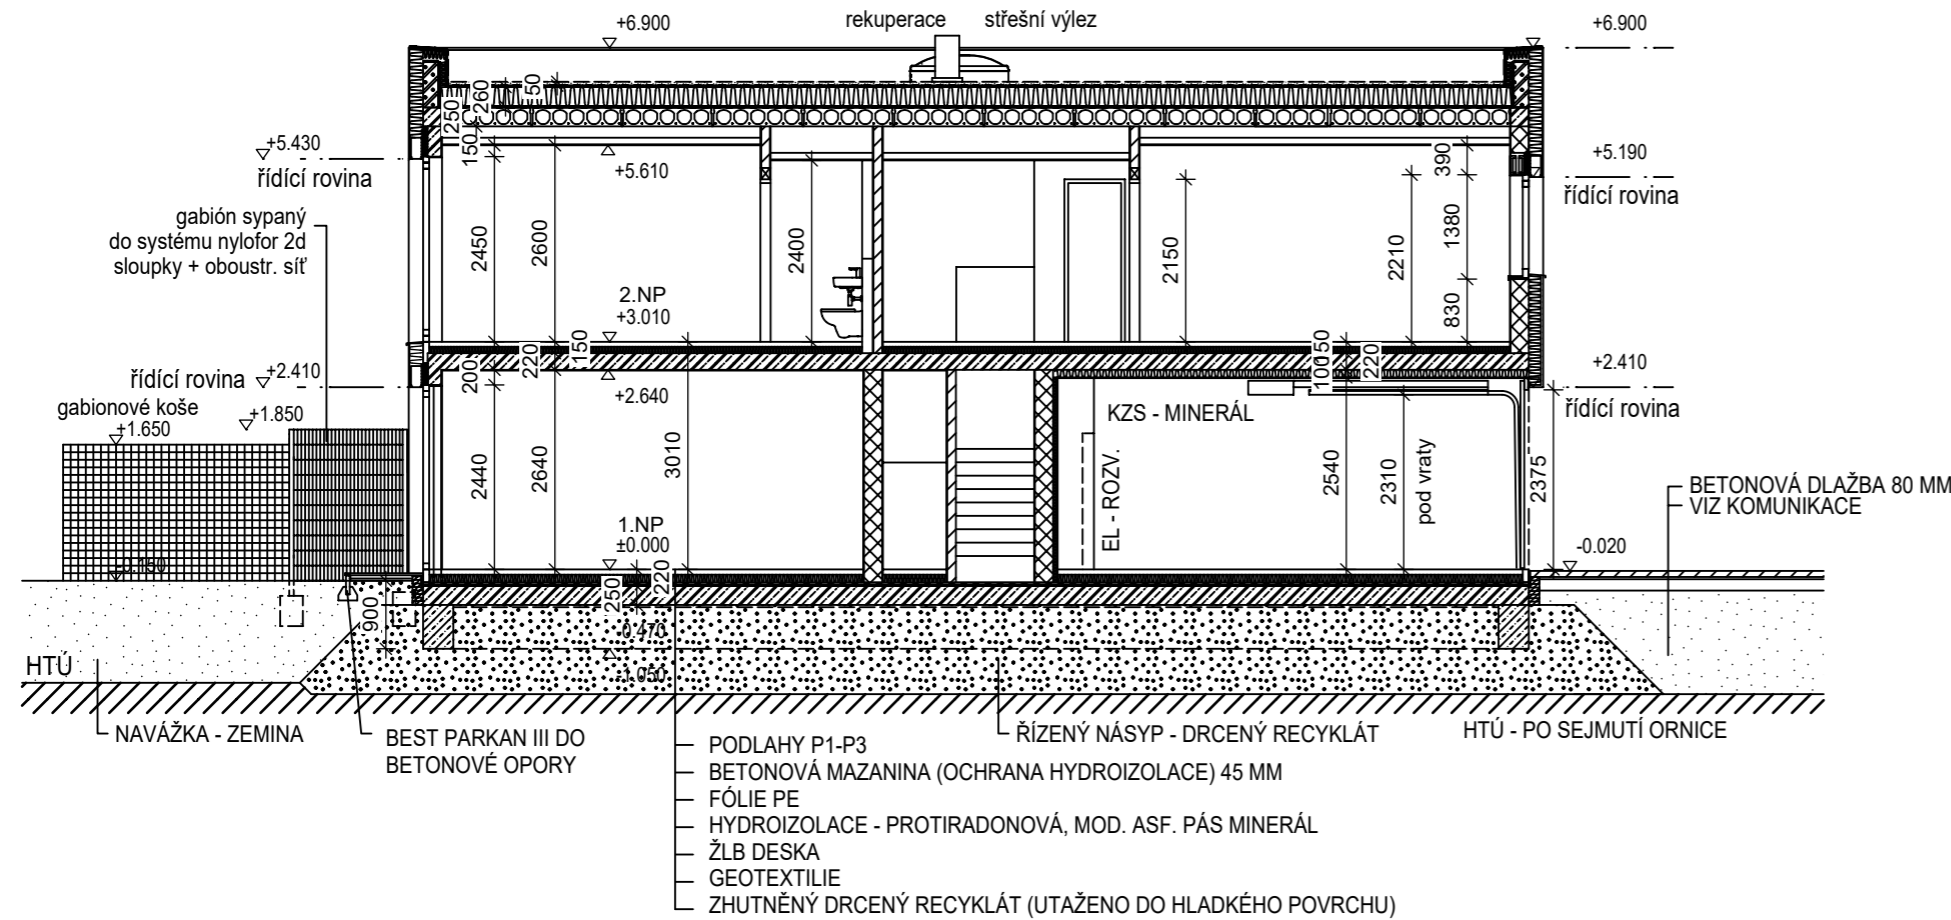 rekuperace
střešní výlez
+6.900
+6.900
50
260
250
150
+5.430
řídící rovina
+5.610
390
+5.190
řídící rovina
gabión sypaný
do systému nylofor 2d
sloupky + oboustr. síť
2450
2600
2400
2150
2210
1380
830
2.NP
+3.010
150
220
200
150
100
220
řídící rovina
+2.410
+2.410
řídící rovina
gabionové koše
+1.650
+1.850
+2.640
KZS - MINERÁL
2440
2640
3010
EL - ROZV.
2540
2310
pod vraty
2375
BETONOVÁ DLAŽBA 80 MM
VIZ KOMUNIKACE
1.NP
±0.000
-0.150
-0.020
220
250
900
-0.470
-1.050
HTÚ
NAVÁŽKA - ZEMINA
BEST PARKAN III DO
BETONOVÉ OPORY
ŘÍZENÝ NÁSYP - DRCENÝ RECYKLÁT
HTÚ - PO SEJMUTÍ ORNICE
PODLAHY P1-P3
BETONOVÁ MAZANINA (OCHRANA HYDROIZOLACE) 45 MM
FÓLIE PE
HYDROIZOLACE - PROTIRADONOVÁ, MOD. ASF. PÁS MINERÁL
ŽLB DESKA
GEOTEXTILIE
ZHUTNĚNÝ DRCENÝ RECYKLÁT (UTAŽENO DO HLADKÉHO POVRCHU)